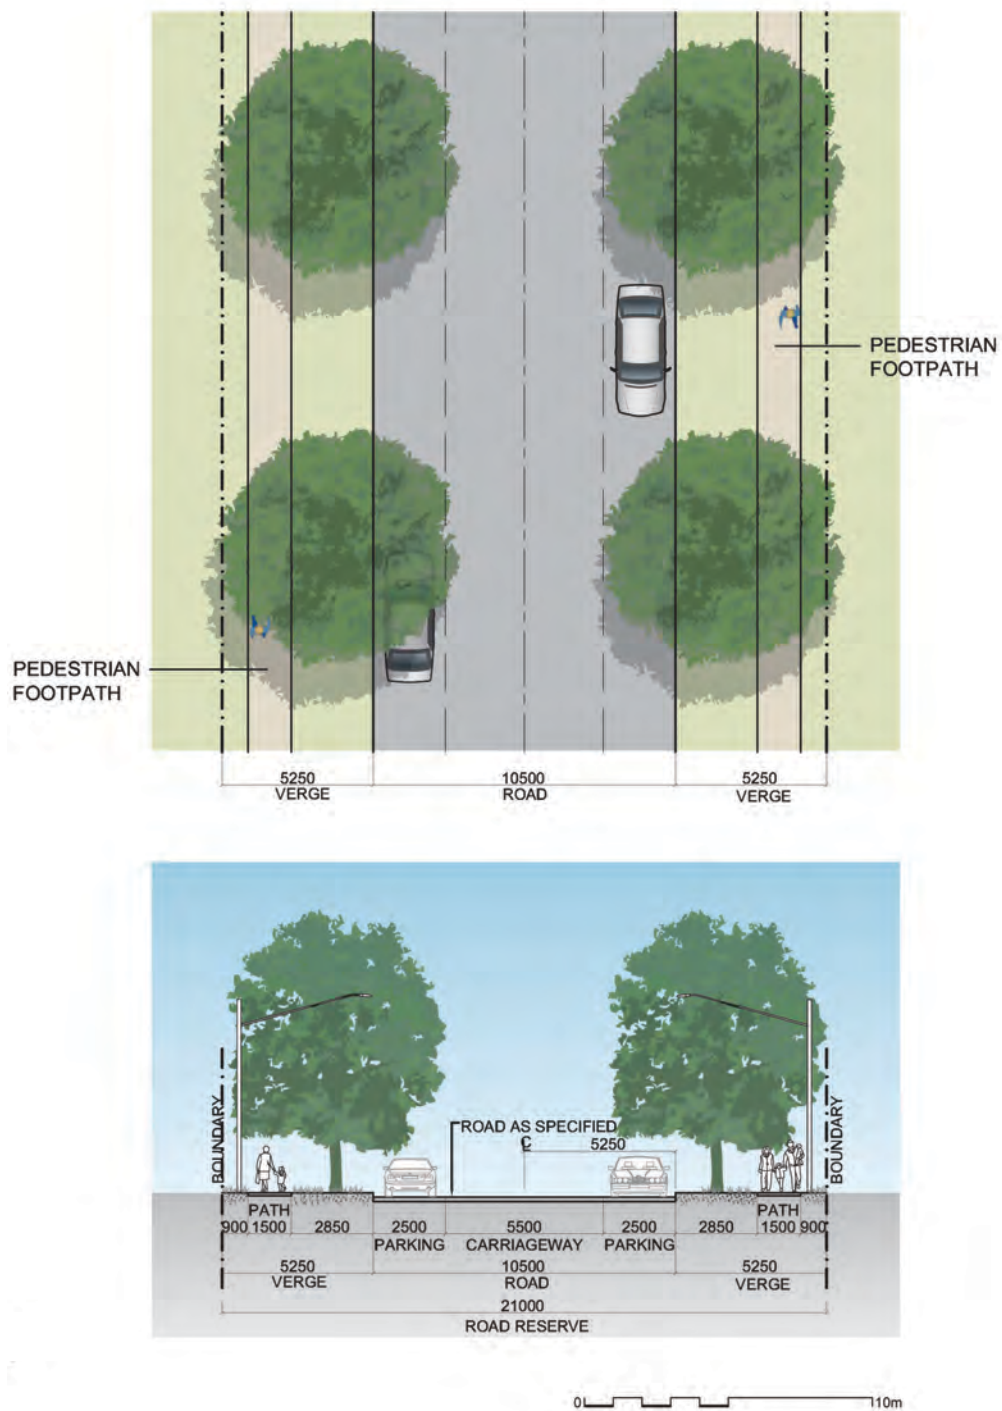 PEDESTRIAN
FOOTPATH
PEDESTRIAN
FOOTPATH
5250 10500 5250
VERGE ROAD VERGE
BOUNDARY
BOUNDARY
ROAD AS SPECIFIED
℄
5250
PATH PATH
900 1500 2850 2500 5500 2500 2850 1500 900
PARKING CARRIAGEWAY PARKING
5250 10500 5250
VERGE ROAD VERGE
21000
ROAD RESERVE
0 10m